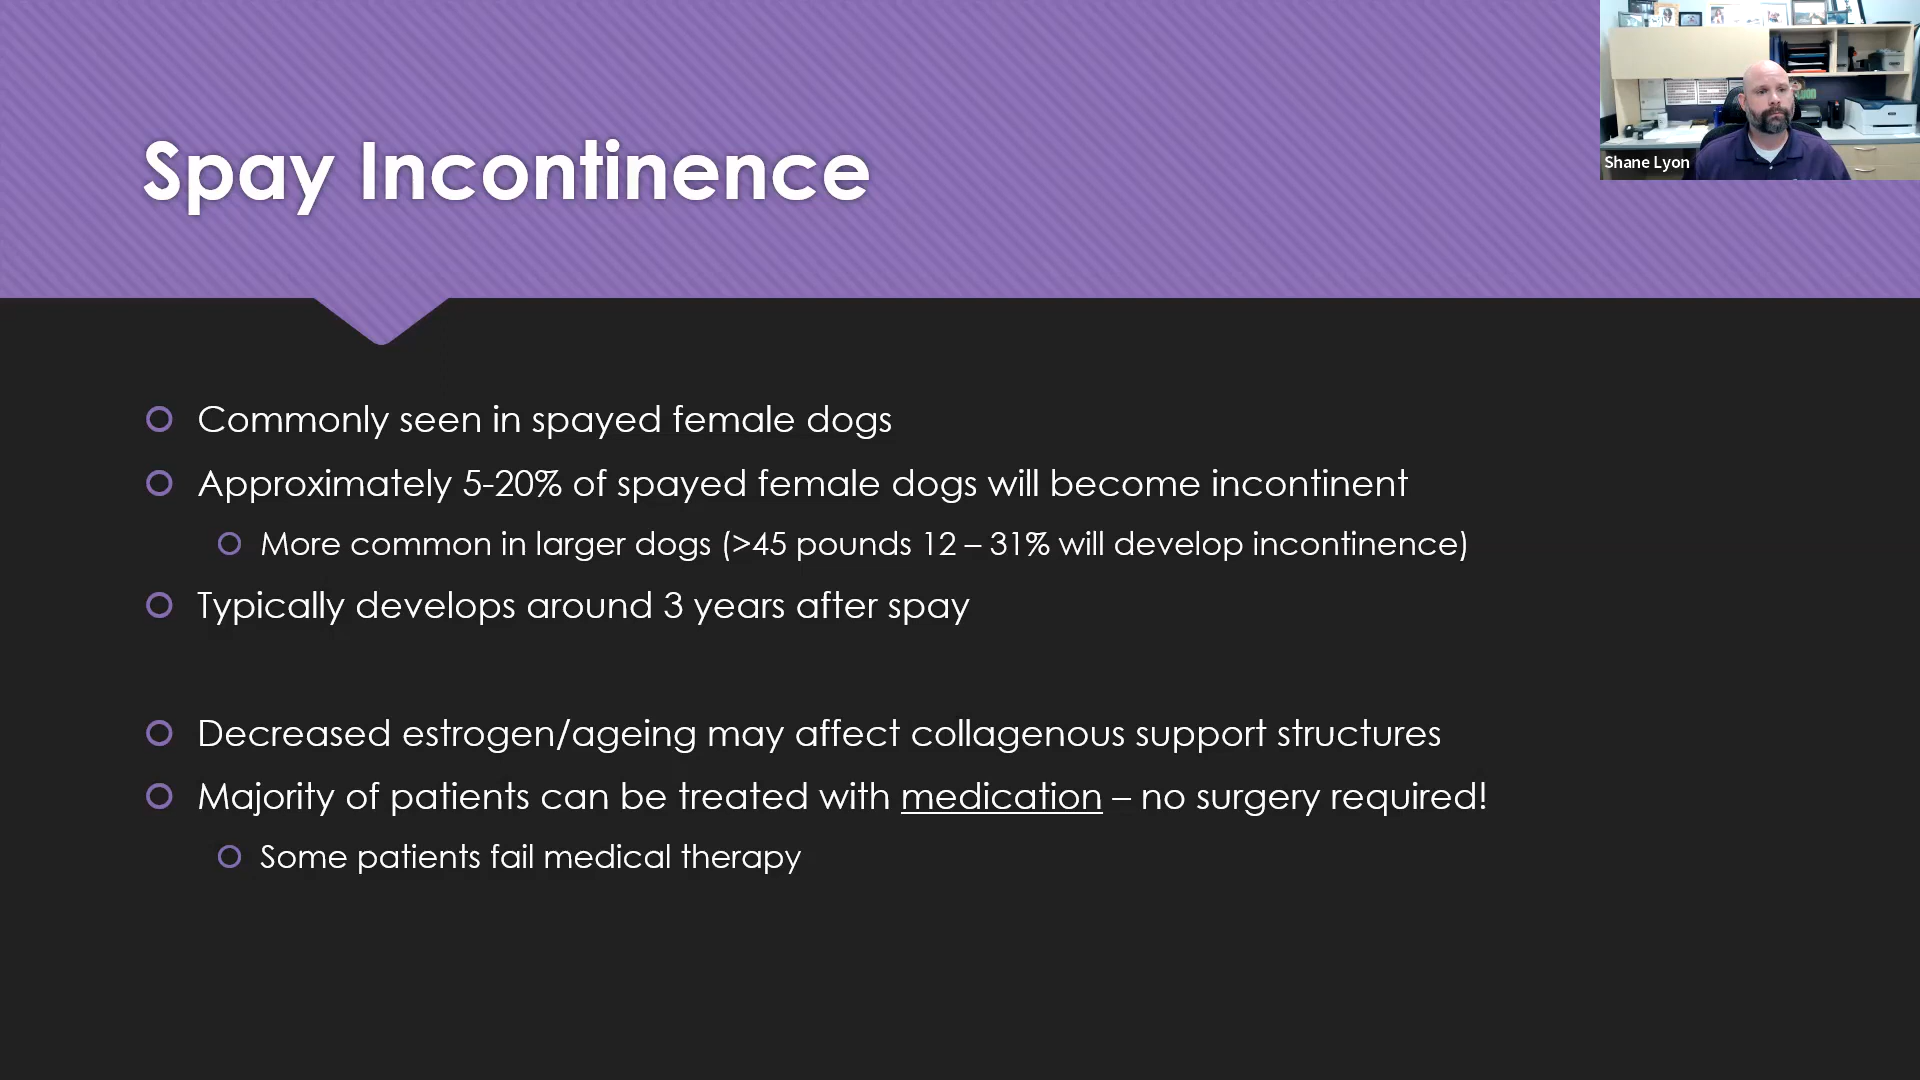 Spay Incontinence
Shane Lyon
Commonly seen in spayed female dogs
Approximately 5-20% of spayed female dogs will become incontinent
More common in larger dogs (>45 pounds 12 – 31% will develop incontinence)
Typically develops around 3 years after spay
Decreased estrogen/ageing may affect collagenous support structures
Majority of patients can be treated with medication – no surgery required!
Some patients fail medical therapy